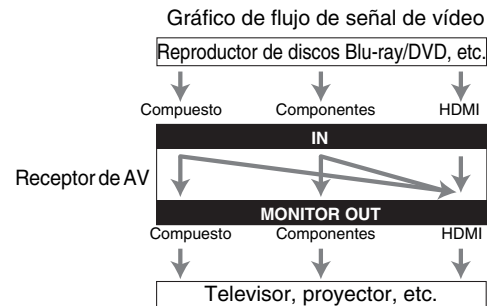 Gráfico de flujo de señal de vídeo
Reproductor de discos Blu-ray/DVD, etc.
Compuesto Componentes HDMI
IN
Receptor de AV
MONITOR OUT
Compuesto Componentes HDMI
Televisor, proyector, etc.